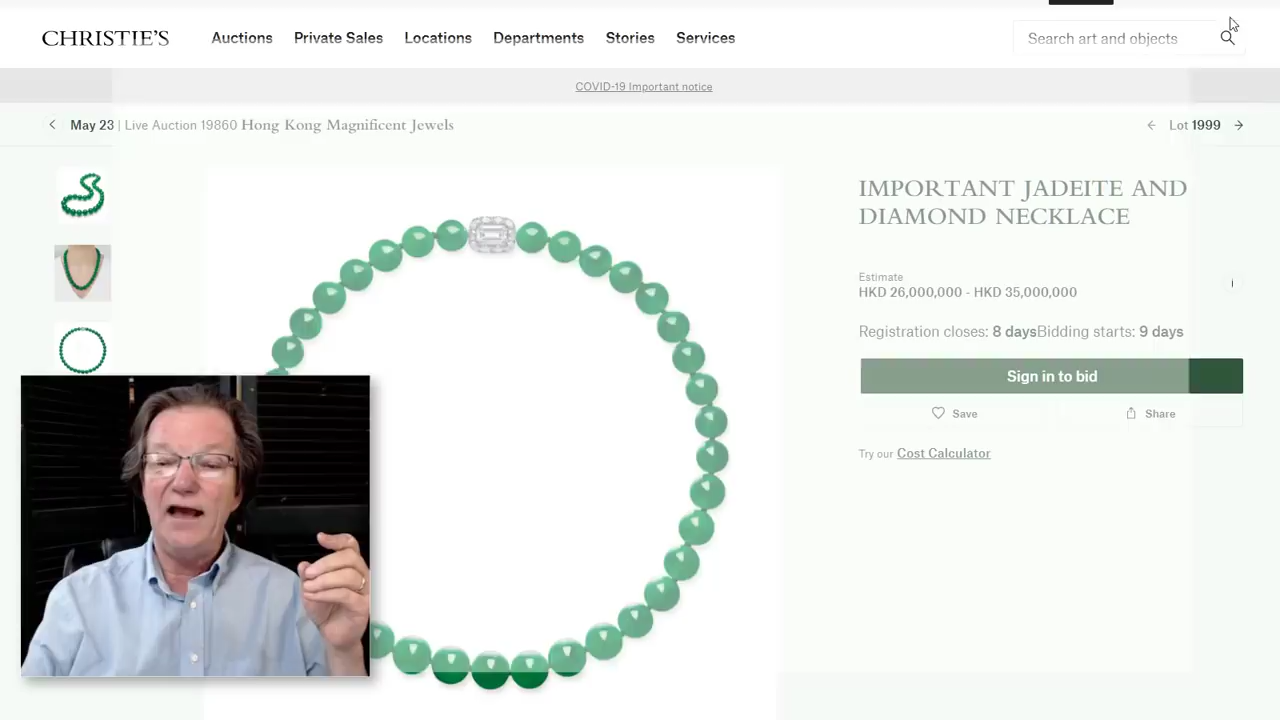 CHRISTIE'S
Auctions Private Sales Locations Departments Stories Services
Search art and objects
COVID-19 Important notice
May 23 | Live Auction 19860 Hong Kong Magnificent Jewels
Lot 1999
IMPORTANT JADEITE AND
DIAMOND NECKLACE
Estimate
HKD 26,000,000 - HKD 35,000,000
i
Registration closes: 8 daysBidding starts: 9 days
Sign in to bid
Save Share
Try our Cost Calculator